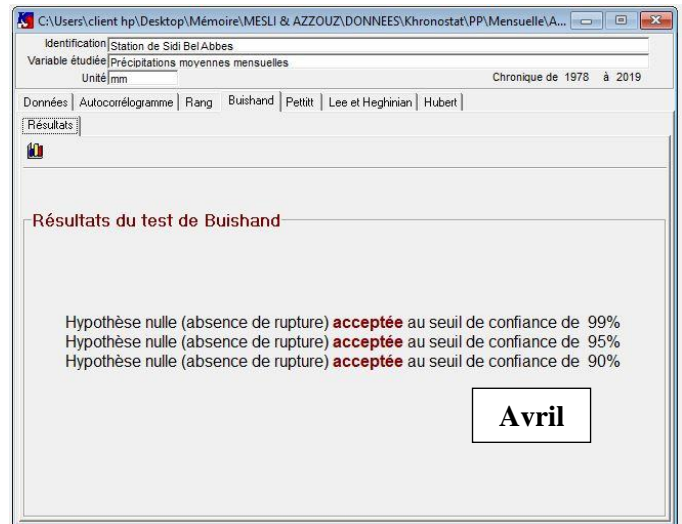 C:\Users\client hp\Desktop\Mémoire\MESLI & AZZOUZ\DONNEES\Khronostat\PP\Mensuelle\A...
Identification Station de Sidi Bel Abbes
Variable étudiée Précipitations moyennes mensuelles
Unité mm Chronique de 1978 à 2019
Données Autocorrélogramme Rang Buishand Pettitt Lee et Heghinian Hubert
Résultats
Résultats du test de Buishand
Hypothèse nulle (absence de rupture) acceptée au seuil de confiance de 99%
Hypothèse nulle (absence de rupture) acceptée au seuil de confiance de 95%
Hypothèse nulle (absence de rupture) acceptée au seuil de confiance de 90%
Avril